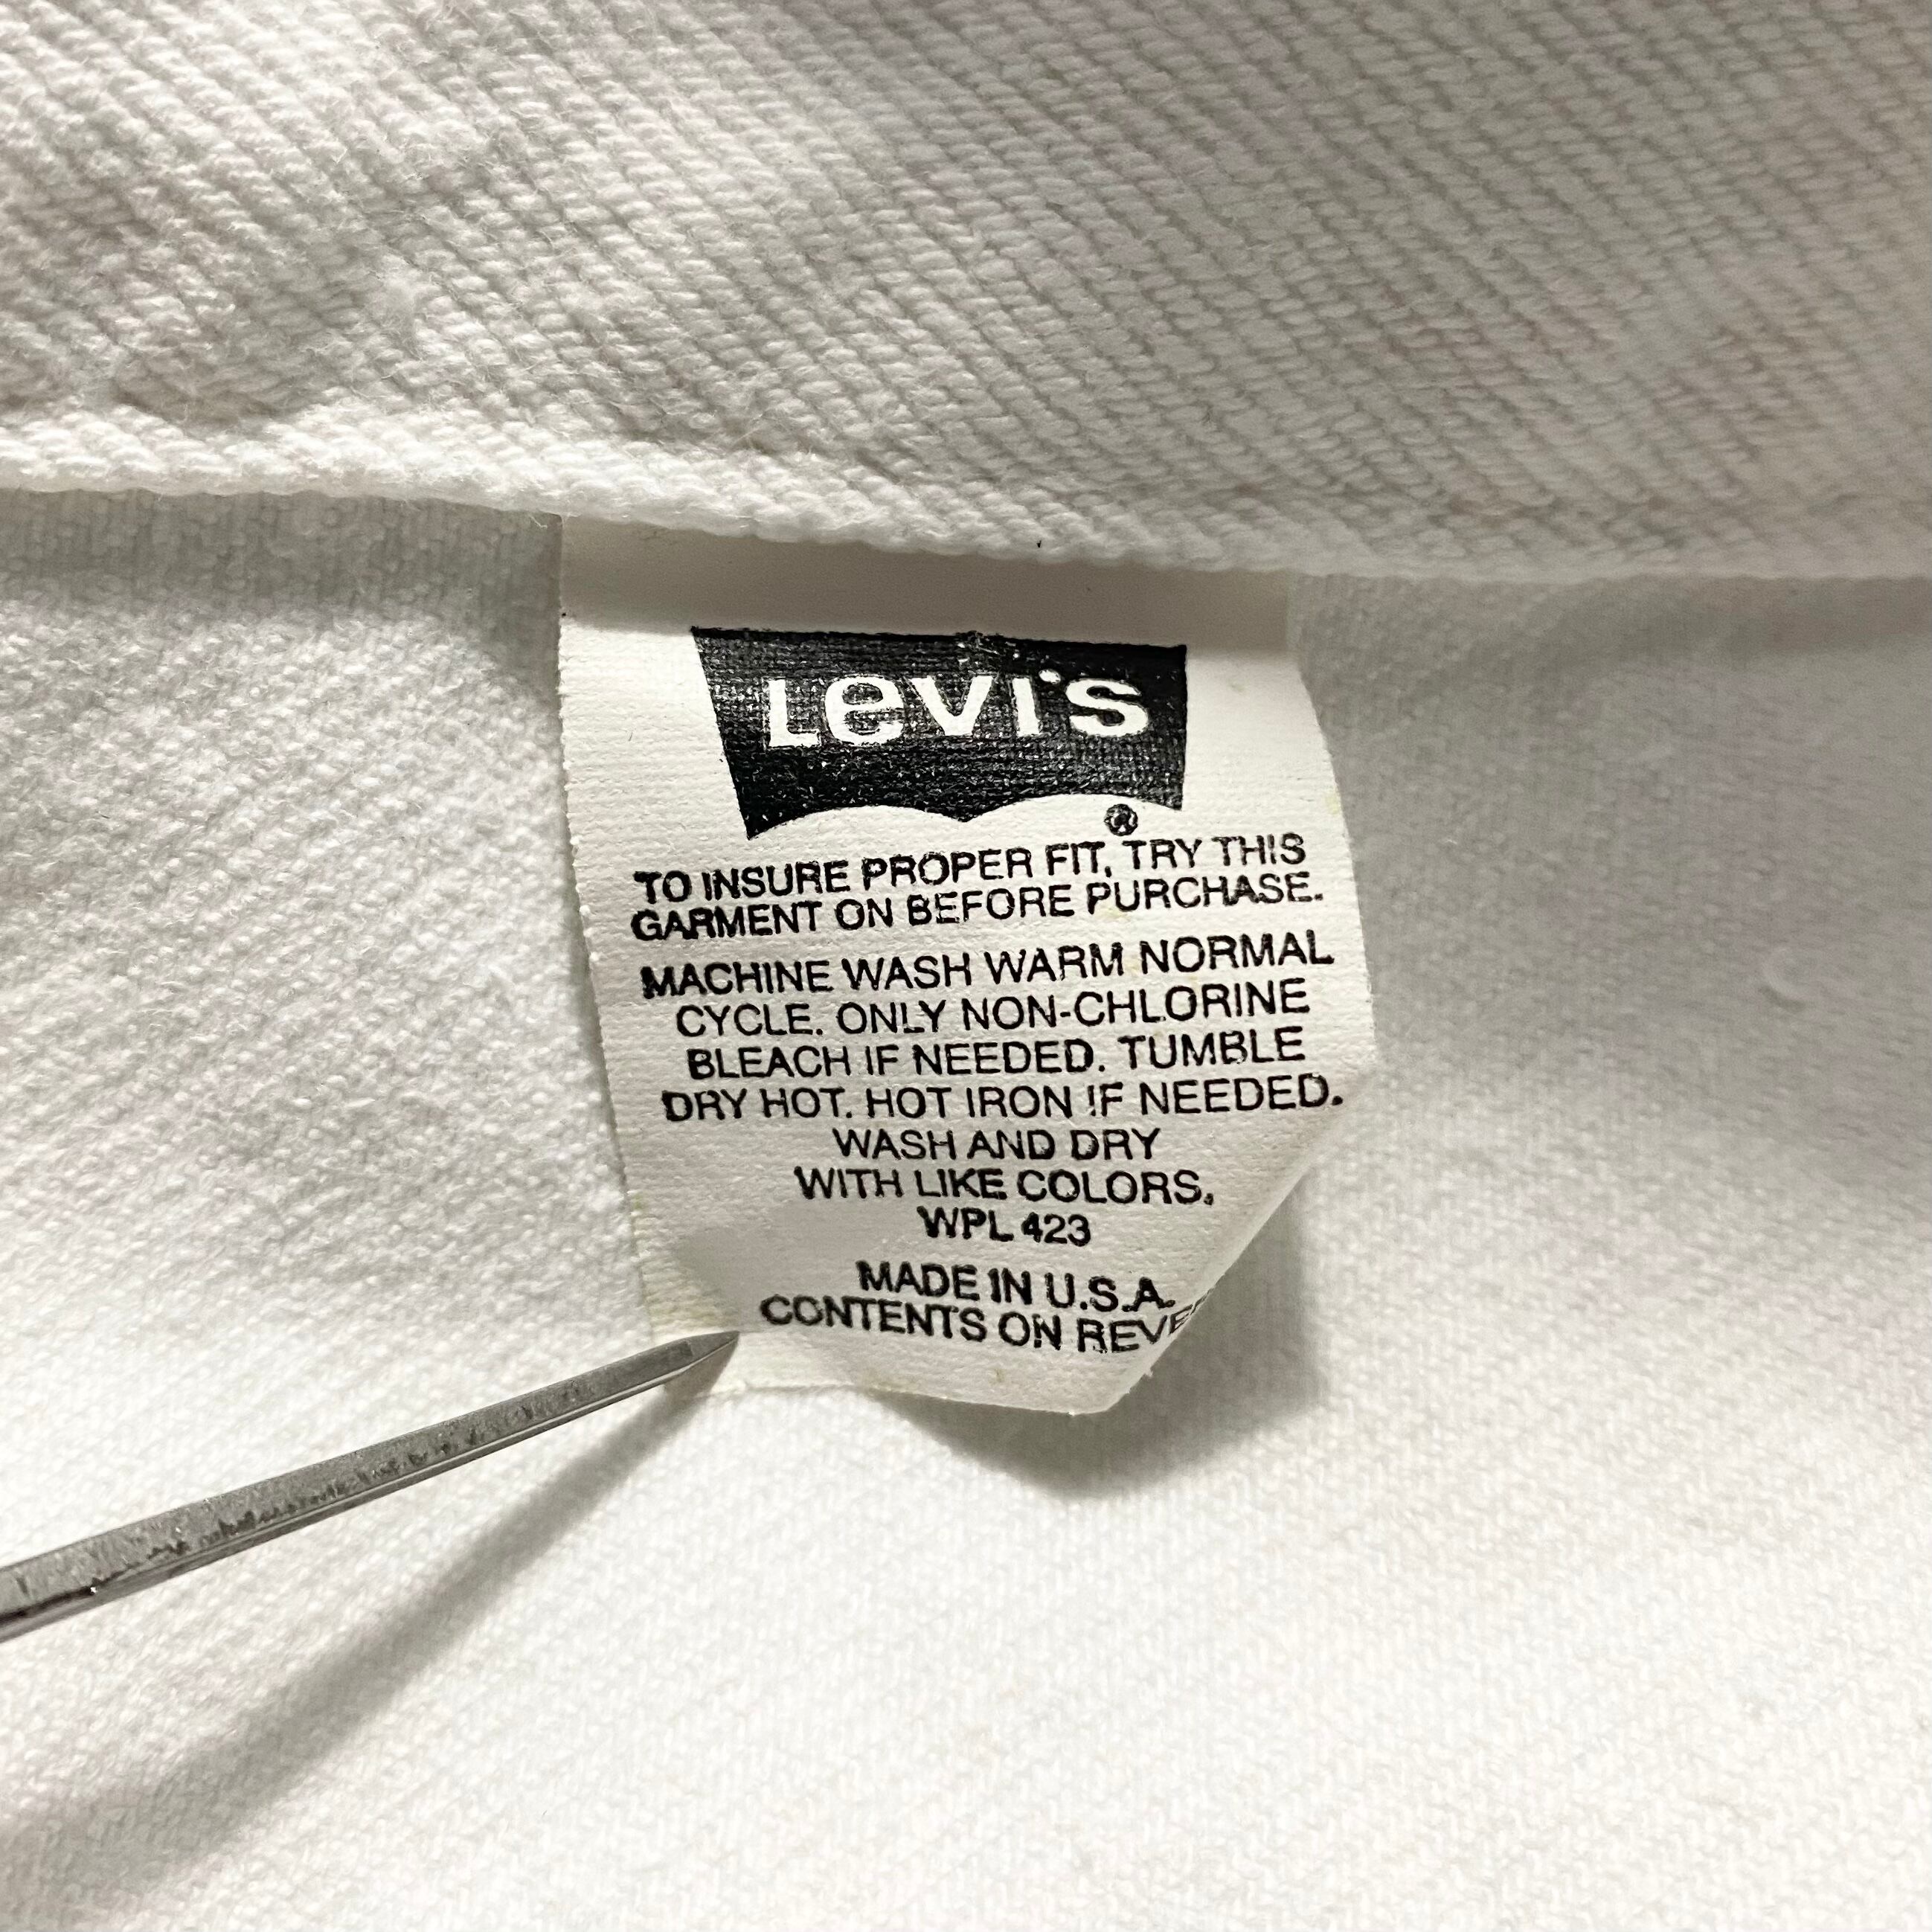 Levi's
®
TO INSURE PROPER FIT, TRY THIS
GARMENT ON BEFORE PURCHASE.
MACHINE WASH WARM NORMAL
CYCLE. ONLY NON-CHLORINE
BLEACH IF NEEDED. TUMBLE
DRY HOT. HOT IRON IF NEEDED.
WASH AND DRY
WITH LIKE COLORS.
WPL 423
MADE IN U.S.A.
CONTENTS ON REVE